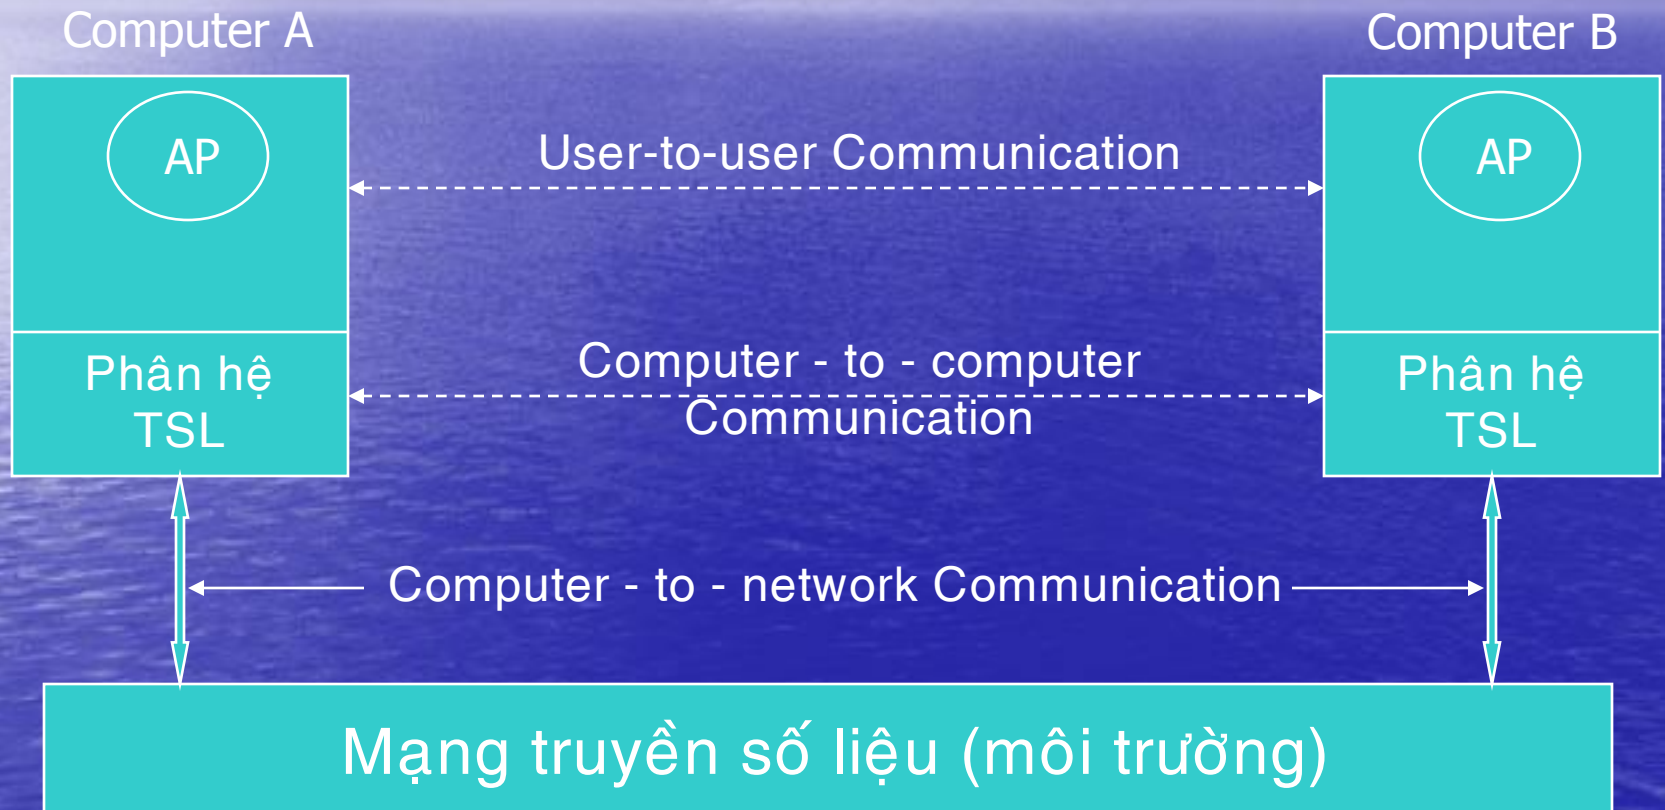 Computer A
Computer B
AP
User-to-user Communication
AP
Phân hệ
TSL
Computer - to - computer
Communication
Phân hệ
TSL
Computer - to - network Communication
Mạng truyền số liệu (môi trường)